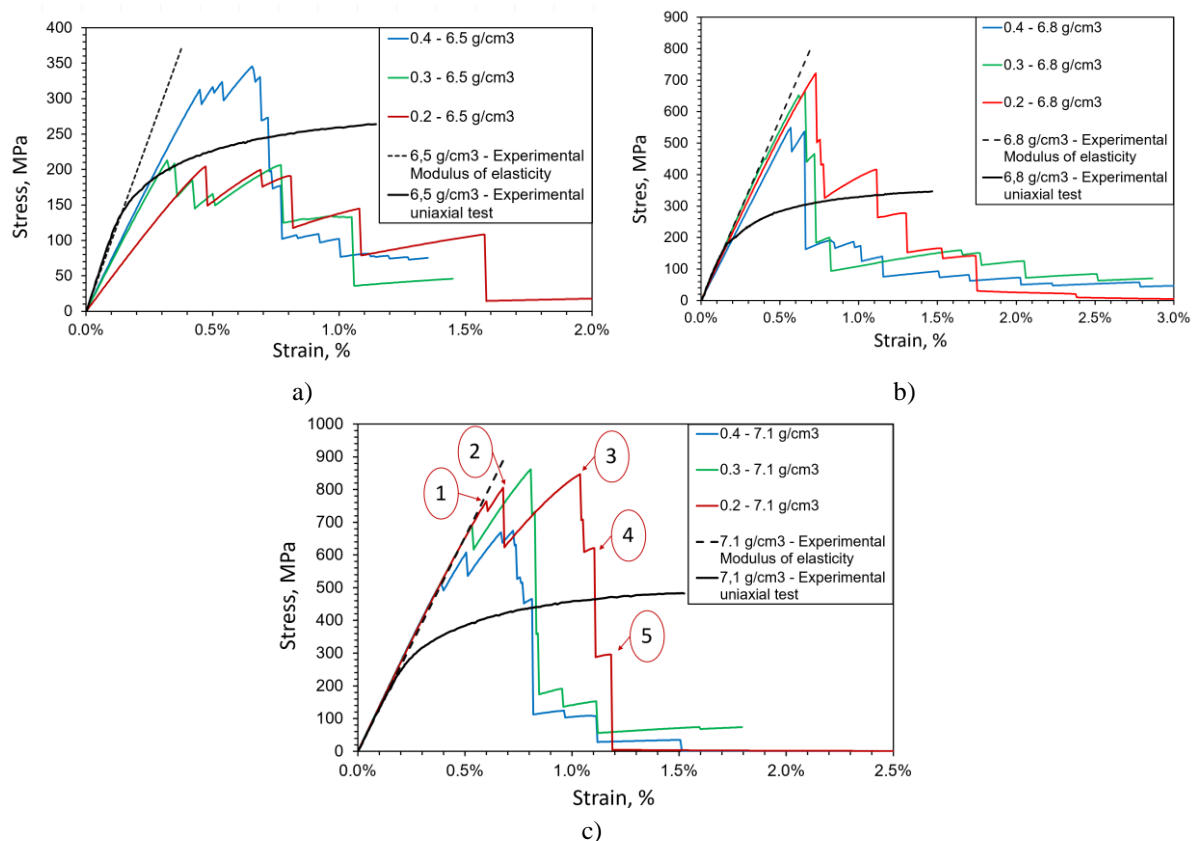 400
350
300
250
200
150
100
50
0
Stress, MPa
0.0%
0.5%
1.0%
1.5%
2.0%
Strain, %
0.4 - 6.5 g/cm3
0.3 - 6.5 g/cm3
0.2 - 6.5 g/cm3
6,5 g/cm3 - Experimental
Modulus of elasticity
6,5 g/cm3 - Experimental
uniaxial test
a)
900
800
700
600
500
400
300
200
100
0
Stress, MPa
0.0%
0.5%
1.0%
1.5%
2.0%
2.5%
3.0%
Strain, %
0.4 - 6.8 g/cm3
0.3 - 6.8 g/cm3
0.2 - 6.8 g/cm3
6.8 g/cm3 - Experimental
Modulus of elasticity
6,8 g/cm3 - Experimental
uniaxial test
b)
1000
900
800
700
600
500
400
300
200
100
0
Stress, MPa
0.0%
0.5%
1.0%
1.5%
2.0%
2.5%
Strain, %
1
2
3
4
5
0.4 - 7.1 g/cm3
0.3 - 7.1 g/cm3
0.2 - 7.1 g/cm3
7.1 g/cm3 - Experimental
Modulus of elasticity
7,1 g/cm3 - Experimental
uniaxial test
c)